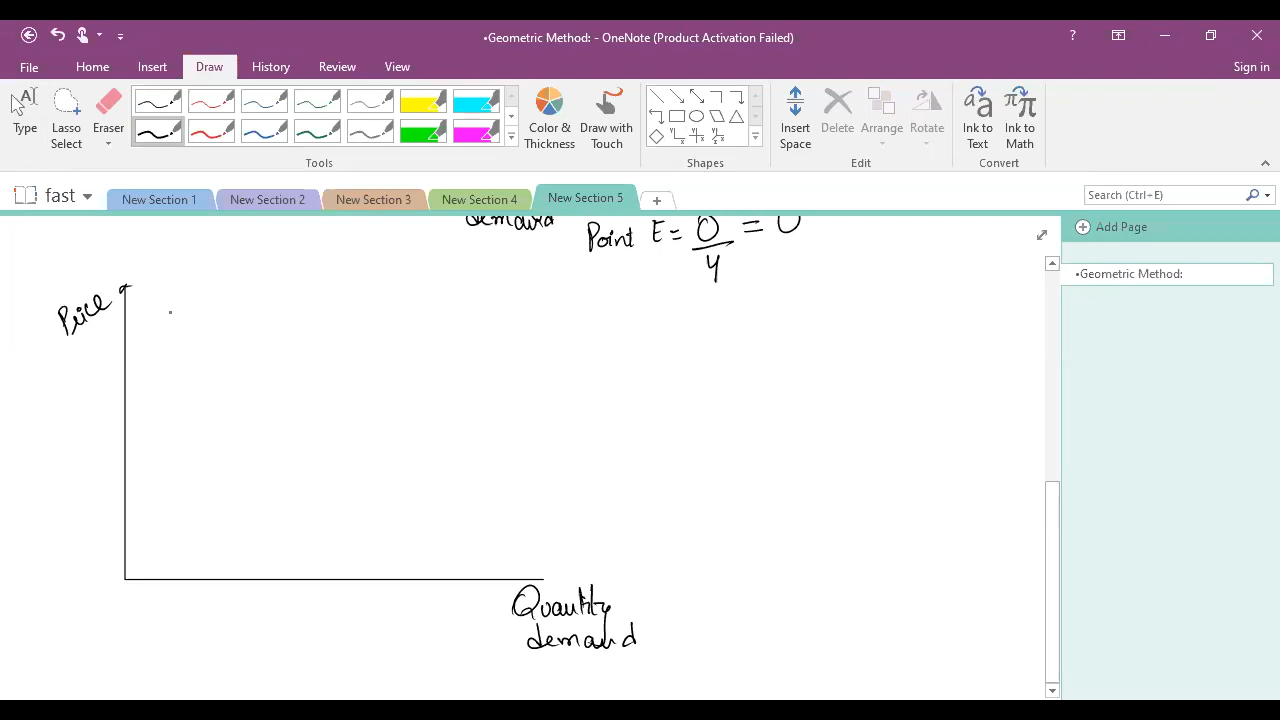 •Geometric Method: - OneNote (Product Activation Failed)
?
File
Home
Insert
Draw
History
Review
View
Sign in
Type
Lasso
Select
Eraser
Color &
Thickness
Draw with
Touch
Insert
Space
Delete
Arrange
Rotate
Ink to
Text
Ink to
Math
Tools
Shapes
Edit
Convert
fast
New Section 1
New Section 2
New Section 3
New Section 4
New Section 5
Search (Ctrl+E)
Add Page
•Geometric Method:
demand
Point E = 0/4 = 0
Price
Quantity
demand